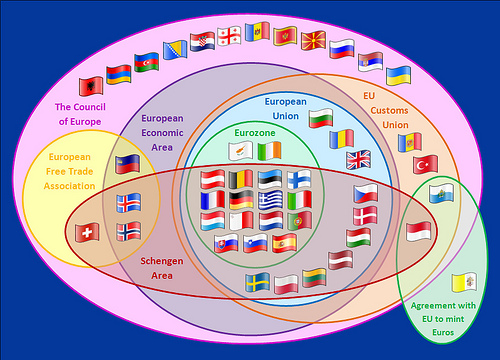 The Council
of Europe
European
Economic
Area
European
Union
EU
Customs
Union
Eurozone
European
Free Trade
Association
Schengen
Area
Agreement with
EU to mint
Euros